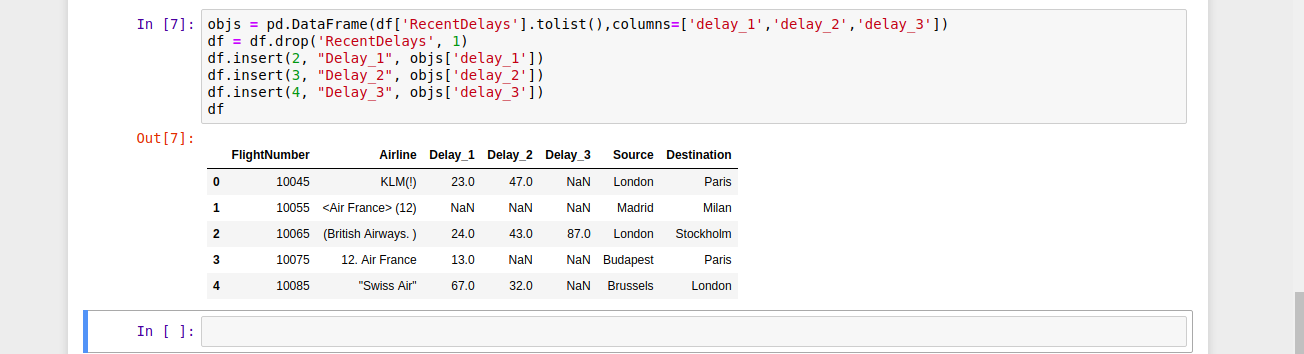 In [7]: objs = pd.DataFrame(df['RecentDelays'].tolist(),columns=['delay_1','delay_2','delay_3'])
df = df.drop('RecentDelays', 1)
df.insert(2, "Delay_1", objs['delay_1'])
df.insert(3, "Delay_2", objs['delay_2'])
df.insert(4, "Delay_3", objs['delay_3'])
df
Out[7]:
FlightNumber Airline Delay_1 Delay_2 Delay_3 Source Destination
0 10045 KLM(!) 23.0 47.0 NaN London Paris
1 10055 <Air France> (12) NaN NaN NaN Madrid Milan
2 10065 (British Airways. ) 24.0 43.0 87.0 London Stockholm
3 10075 12. Air France 13.0 NaN NaN Budapest Paris
4 10085 "Swiss Air" 67.0 32.0 NaN Brussels London
In [ ]: